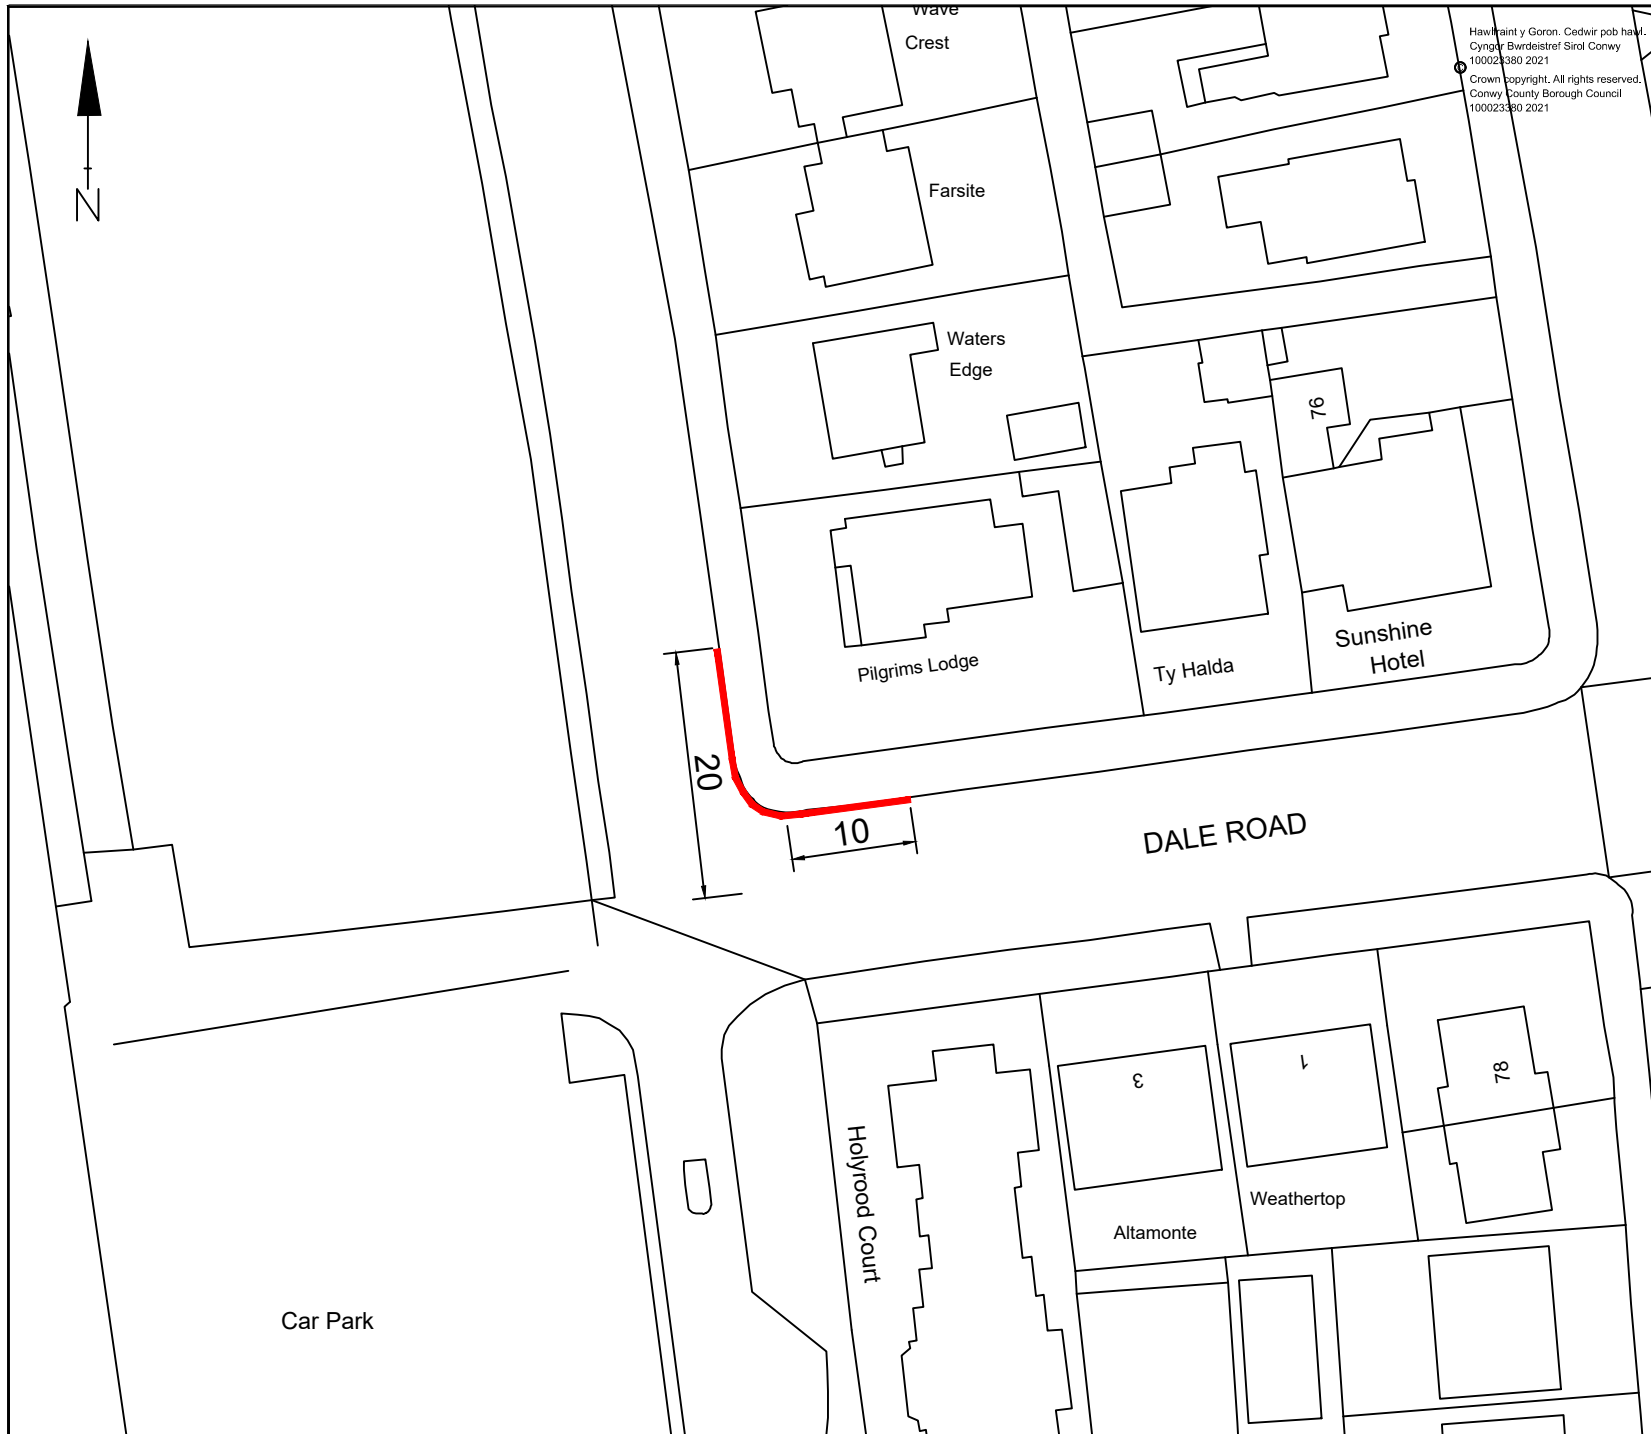 Wave
Crest
Hawlfraint y Goron. Cedwir pob hawl.
Cyngor Bwrdeistref Sirol Conwy
100023380 2021
© Crown copyright. All rights reserved.
Conwy County Borough Council
100023380 2021
N
Farsite
Waters
Edge
76
Sunshine
Hotel
Pilgrims Lodge
Ty Halda
20
10
DALE ROAD
3
1
78
Holyrood Court
Weathertop
Altamonte
Car Park